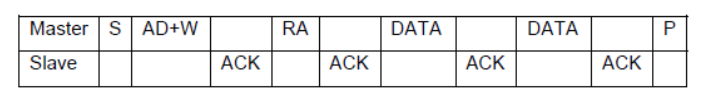 Master S AD+W RA DATA DATA P
Slave ACK ACK ACK ACK